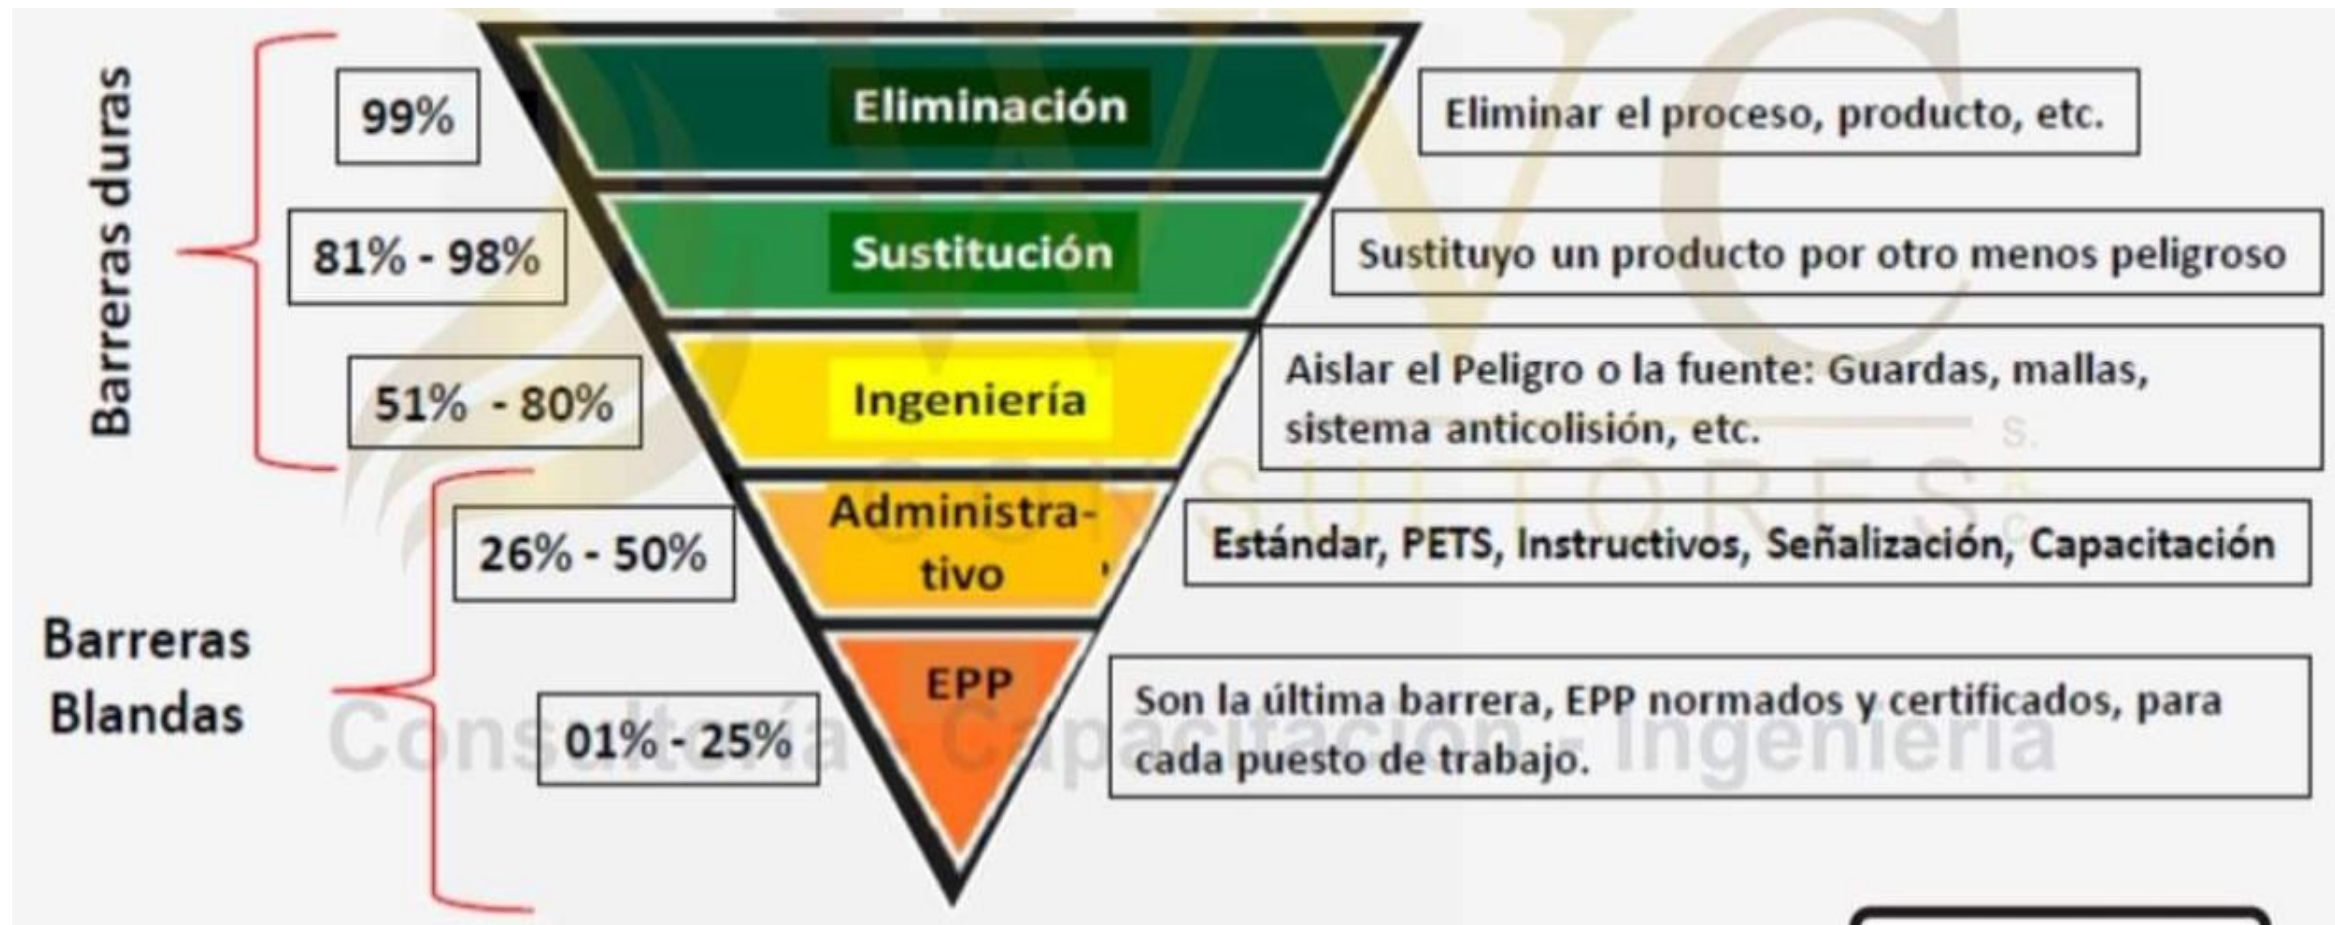 Barreras duras
99%
Eliminación
Eliminar el proceso, producto, etc.
81% - 98%
Sustitución
Sustituyo un producto por otro menos peligroso
51% - 80%
Ingeniería
Aislar el Peligro o la fuente: Guardas, mallas,
sistema anticolisión, etc.
26% - 50%
Administra-
tivo
Estándar, PETS, Instructivos, Señalización, Capacitación
Barreras
Blandas
01% - 25%
EPP
Son la última barrera, EPP normados y certificados, para
cada puesto de trabajo.
CONSULTORES
Consultoría - Capacitación - Ingeniería